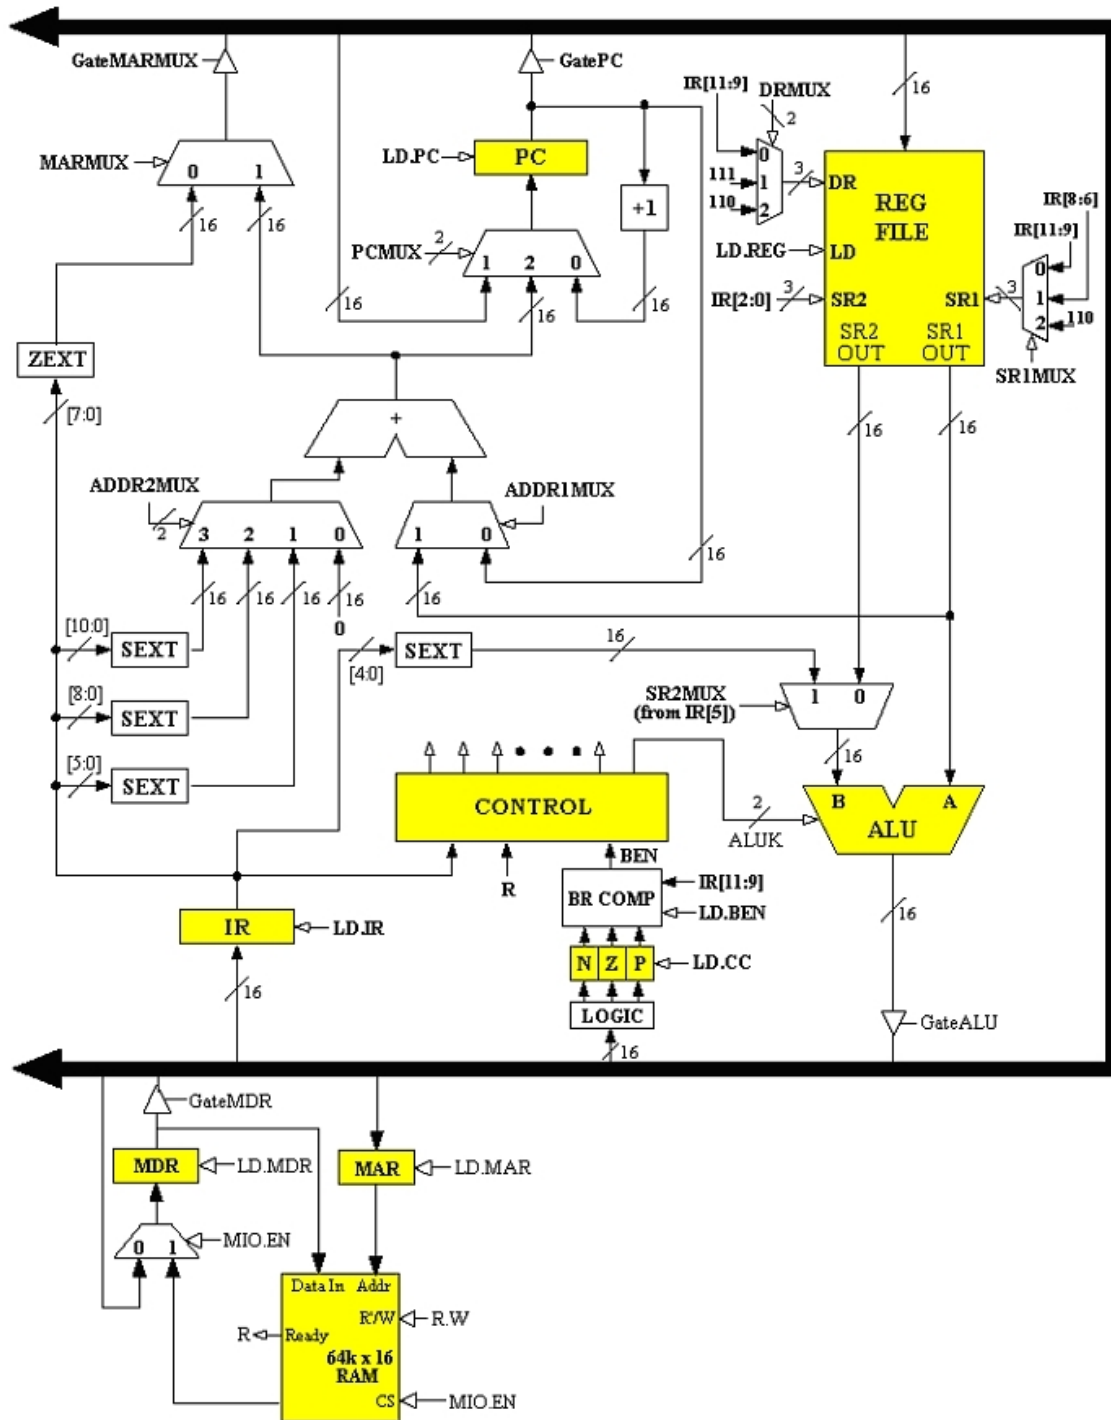 GateMARMUX
GatePC
IR[11:9]
DRMUX
16
2
MARMUX
0 1
LD.PC
PC
0
111
1
110
2
3
DR
REG
FILE
IR[8:6]
IR[11:9]
+1
16
16
PCMUX
2
1 2 0
LD.REG
LD
0
1
2
3
SR1
110
IR[2:0]
3
SR2
16
16
16
SR2
OUT
SR1
OUT
SR1MUX
ZEXT
[7:0]
+
16
16
ADDR2MUX
2
3 2 1 0
ADDR1MUX
1 0
16
16
16
16
16
16
0
[10:0]
SEXT
[4:0]
SEXT
16
[8:0]
SEXT
SR2MUX
(from IR[5])
1 0
16
[5:0]
SEXT
CONTROL
2
ALUK
B A
ALU
BEN
R
BR COMP
IR[11:9]
LD.BEN
16
IR
LD.IR
N Z P
LD.CC
16
LOGIC
16
GateALU
GateMDR
MDR
LD.MDR
MAR
LD.MAR
0 1
MIO.EN
Data In Addr
R'/W
R.W
R
Ready
64k x 16
RAM
CS
MIO.EN